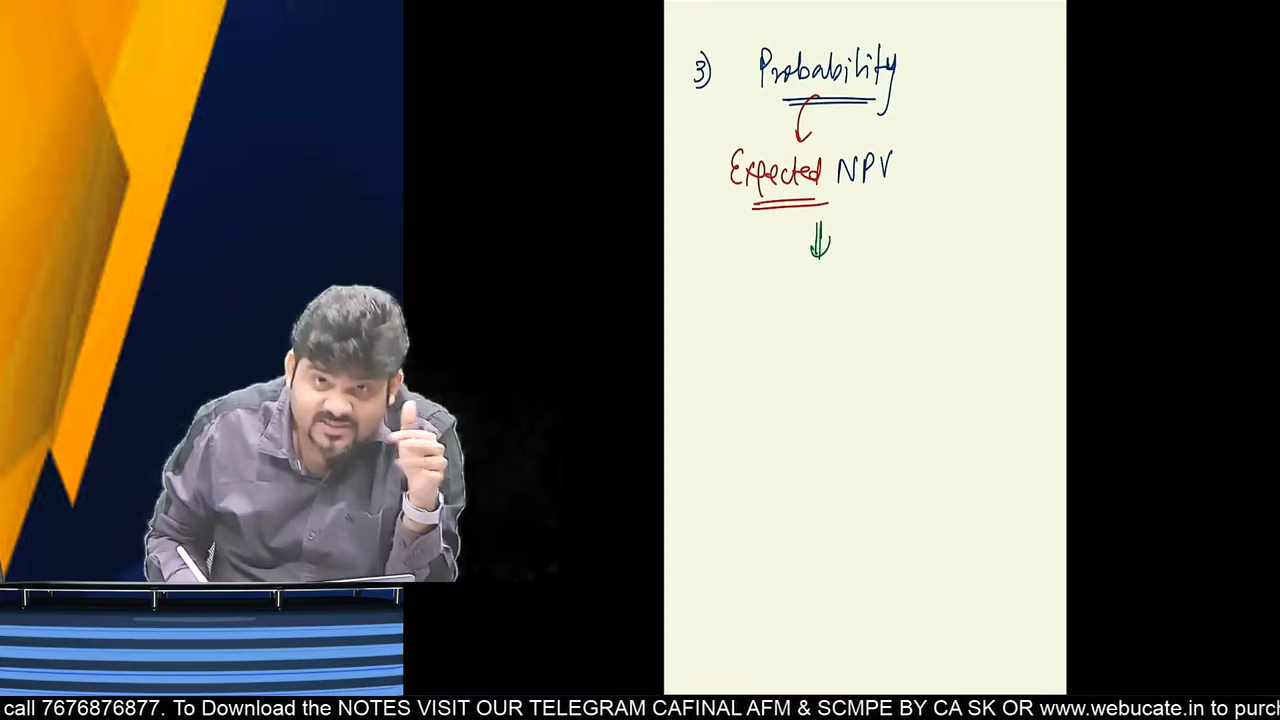 3) Probability
Expected NPV
call 7676876877. To Download the NOTES VISIT OUR TELEGRAM CAFINAL AFM & SCMPE BY CA SK OR www.webucate.in to purch